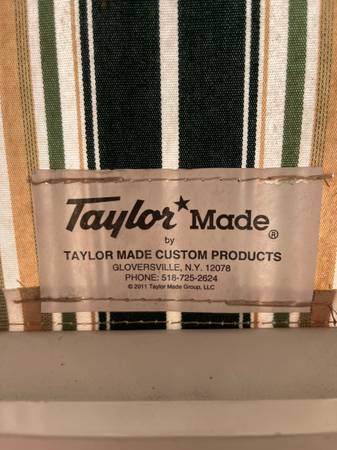 Taylor★Made®
by
TAYLOR MADE CUSTOM PRODUCTS
GLOVERSVILLE, N.Y. 12078
PHONE: 518-725-2624
© 2011 Taylor Made Group, LLC